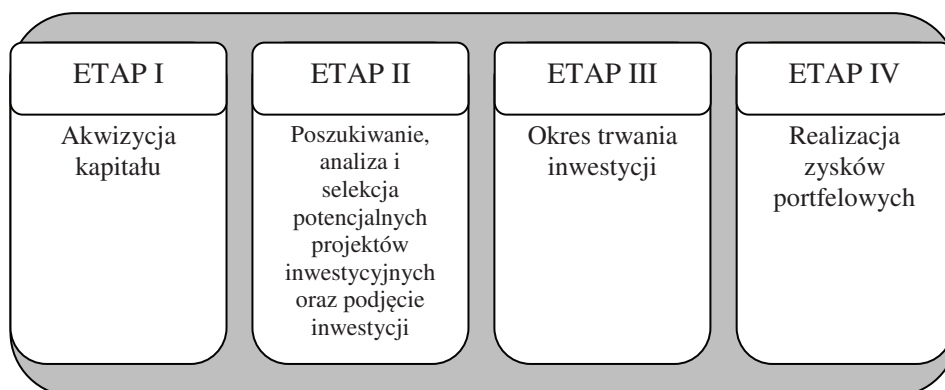 ETAP I
Akwizycja
kapitału
ETAP II
Poszukiwanie,
analiza i
selekcja
potencjalnych
projektów
inwestycyjnych
oraz podjęcie
inwestycji
ETAP III
Okres trwania
inwestycji
ETAP IV
Realizacja
zysków
portfelowych